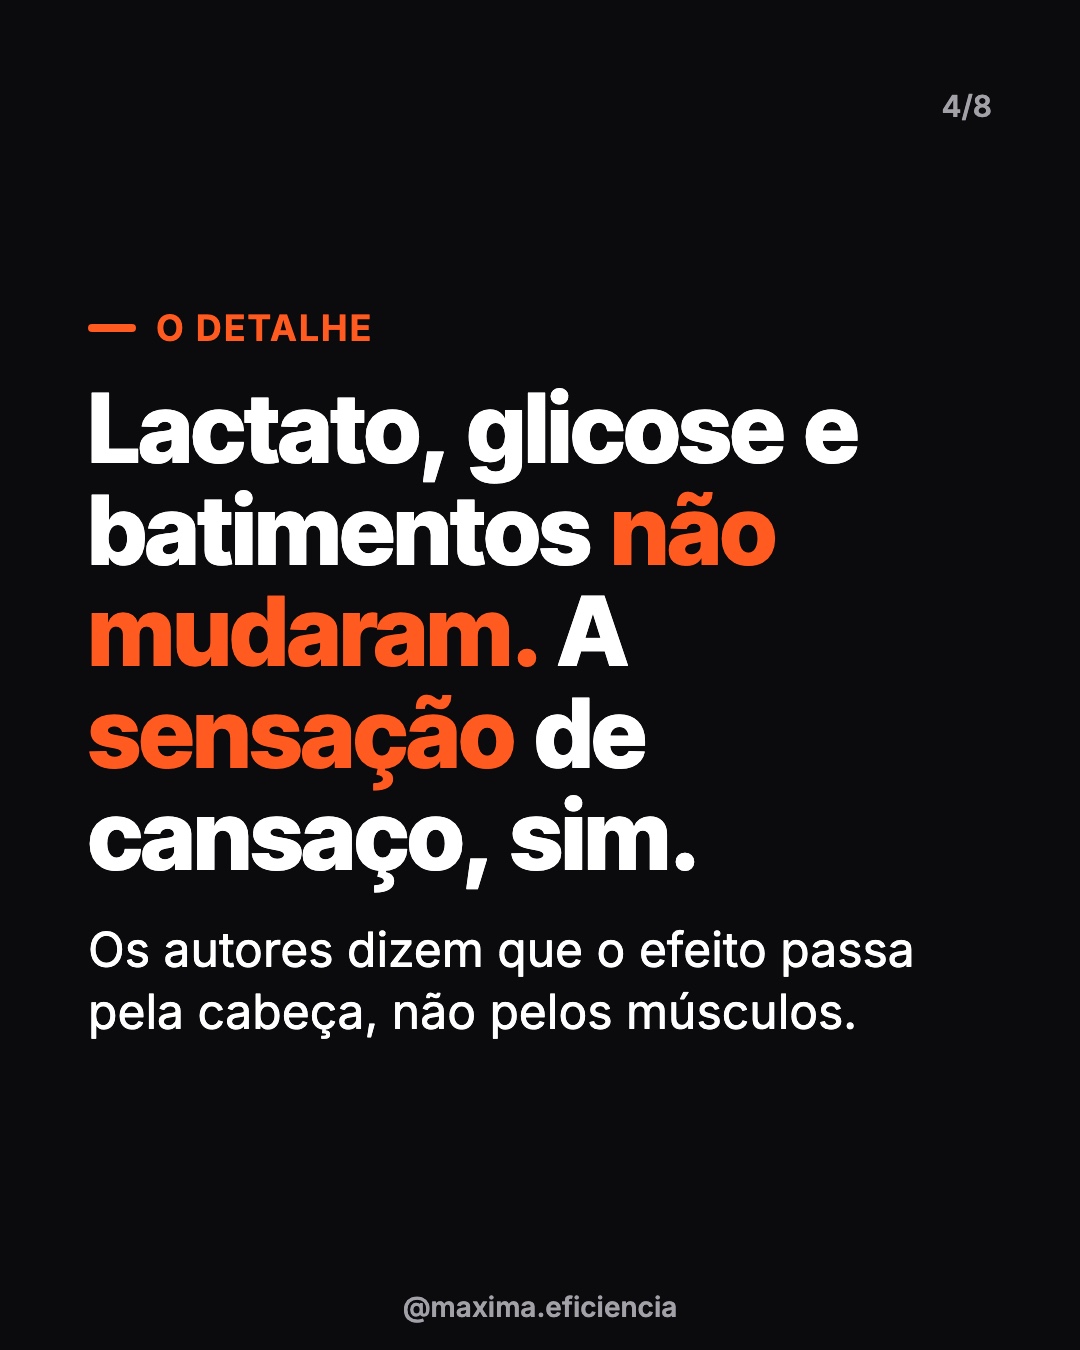 4/8
O DETALHE
Lactato, glicose e
batimentos não
mudaram. A
sensação de
cansaço, sim.
Os autores dizem que o efeito passa
pela cabeça, não pelos músculos.
@maxima.eficiencia